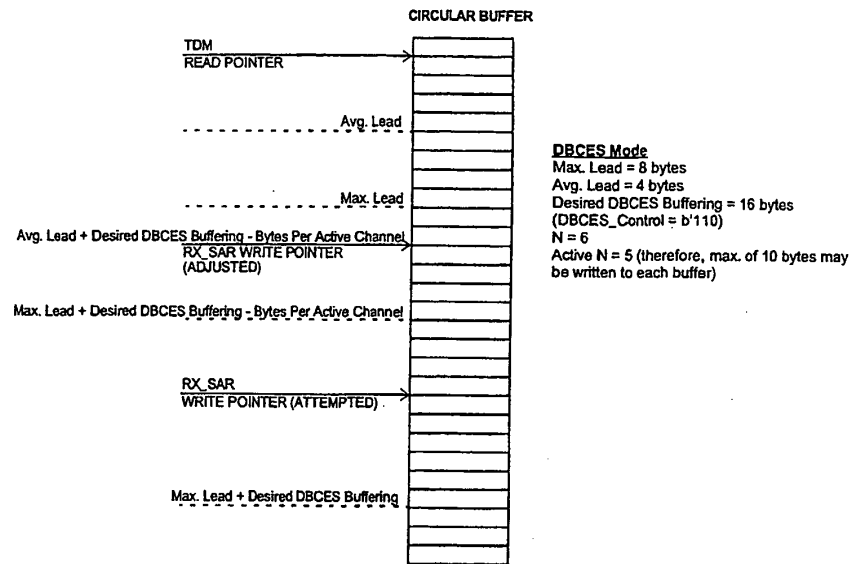 CIRCULAR BUFFER
TDM
READ POINTER
Avg. Lead
Max. Lead
Avg. Lead + Desired DBCES Buffering - Bytes Per Active Channel
RX_SAR WRITE POINTER
(ADJUSTED)
Max. Lead + Desired DBCES Buffering - Bytes Per Active Channel
RX_SAR
WRITE POINTER (ATTEMPTED)
Max. Lead + Desired DBCES Buffering
DBCES Mode
Max. Lead = 8 bytes
Avg. Lead = 4 bytes
Desired DBCES Buffering = 16 bytes
(DBCES_Control = b'110)
N = 6
Active N = 5 (therefore, max. of 10 bytes may
be written to each buffer)